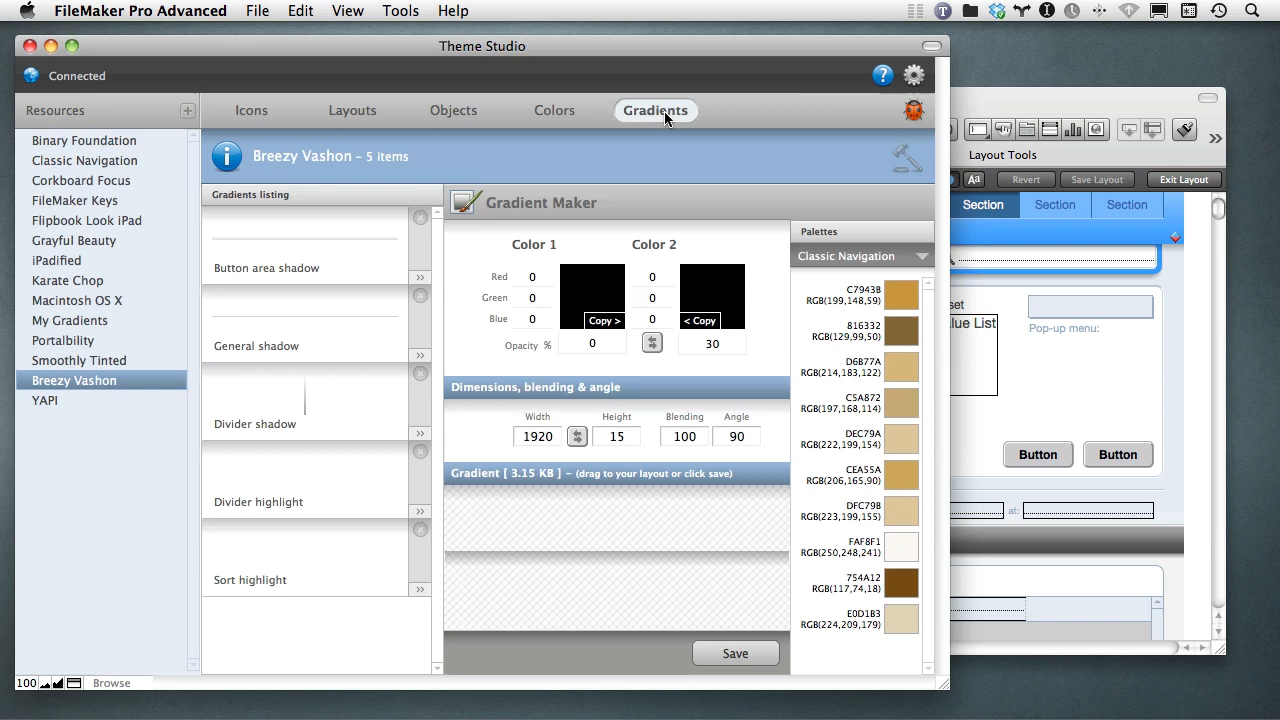 FileMaker Pro Advanced File Edit View Tools Help
Theme Studio
Connected
Resources
Icons Layouts Objects Colors Gradients
Layout Tools
Binary Foundation
Classic Navigation
Corkboard Focus
FileMaker Keys
Flipbook Look iPad
Grayful Beauty
iPadified
Karate Chop
Macintosh OS X
My Gradients
Portalbility
Smoothly Tinted
Breezy Vashon
YAPI
Breezy Vashon - 5 items
Gradients listing
Button area shadow
General shadow
Divider shadow
Divider highlight
Sort highlight
Gradient Maker
Color 1 Color 2
Red 0 0
Green 0 0
Blue 0 0
Copy > < Copy
Opacity % 0 30
Dimensions, blending & angle
Width Height Blending Angle
1920 15 100 90
Gradient [ 3.15 KB ] – (drag to your layout or click save)
Save
Palettes
Classic Navigation
C7943B
RGB(199,148,59)
816332
RGB(129,99,50)
D6B77A
RGB(214,183,122)
C5A872
RGB(197,168,114)
DEC79A
RGB(222,199,154)
CEA55A
RGB(206,165,90)
DFC79B
RGB(223,199,155)
FAF8F1
RGB(250,248,241)
754A12
RGB(117,74,18)
E0D1B3
RGB(224,209,179)
Aa Revert Save Layout Exit Layout
Section Section Section
set
Pop-up menu:
Button Button
at:
100 Browse